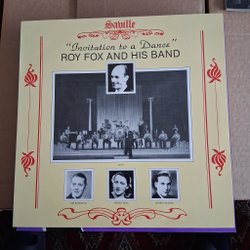 Saville
"Invitation to a Dance"
ROY FOX AND HIS BAND